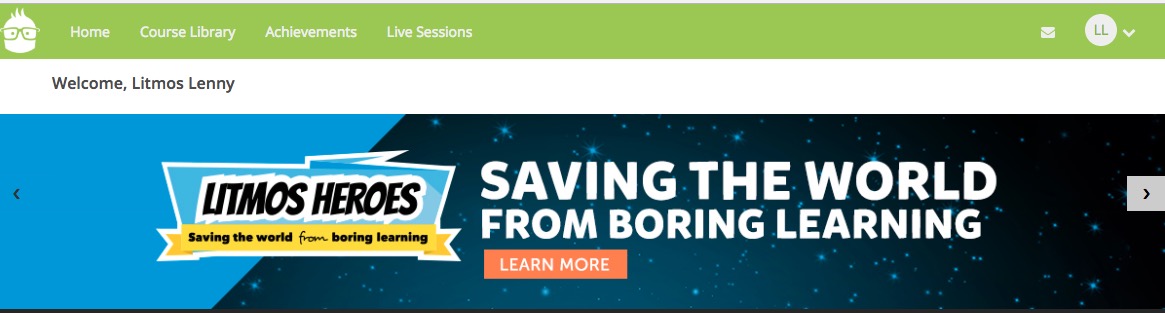 Home Course Library Achievements Live Sessions LL
Welcome, Litmos Lenny
LITMOS HEROES
Saving the world from boring learning
SAVING THE WORLD
FROM BORING LEARNING
LEARN MORE